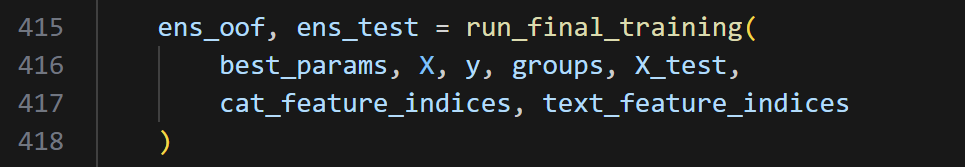 415 ens_oof, ens_test = run_final_training(
416 best_params, X, y, groups, X_test,
417 cat_feature_indices, text_feature_indices
418 )